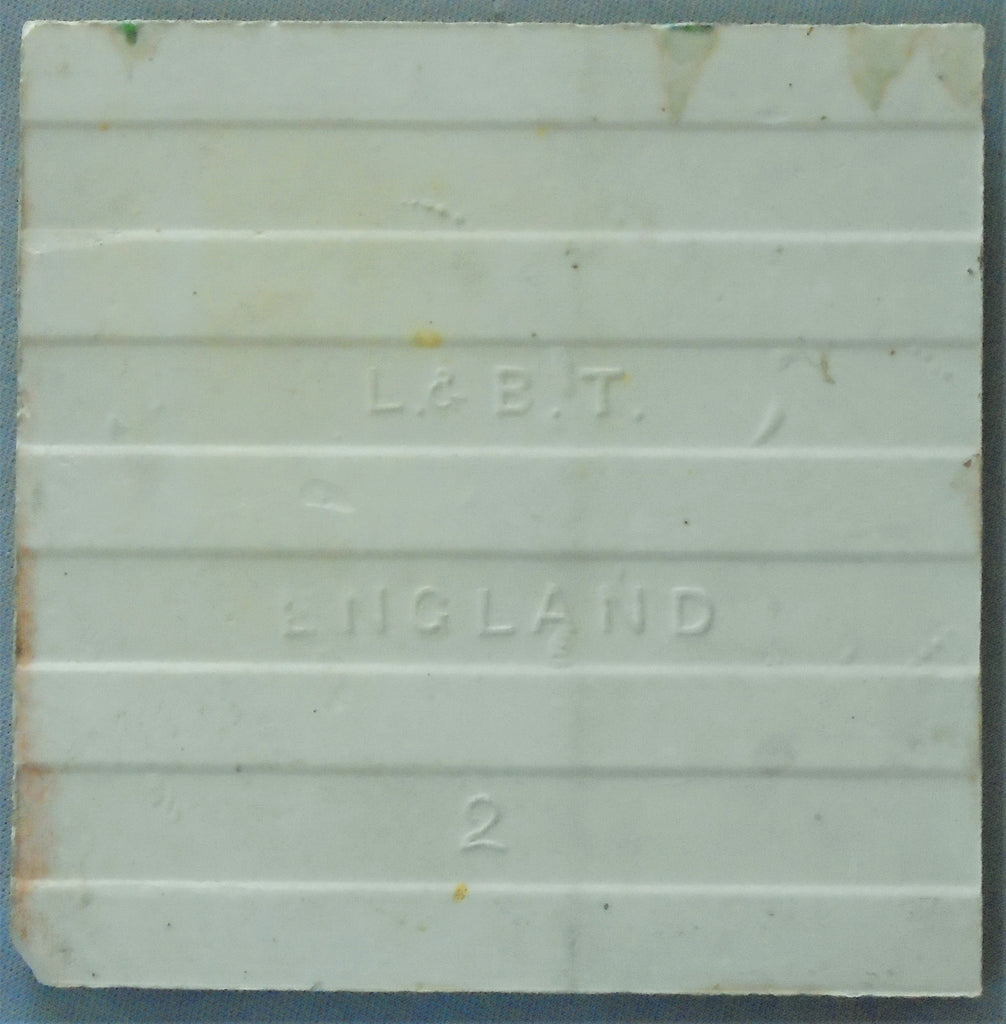 L. & B. T.
ENGLAND
2